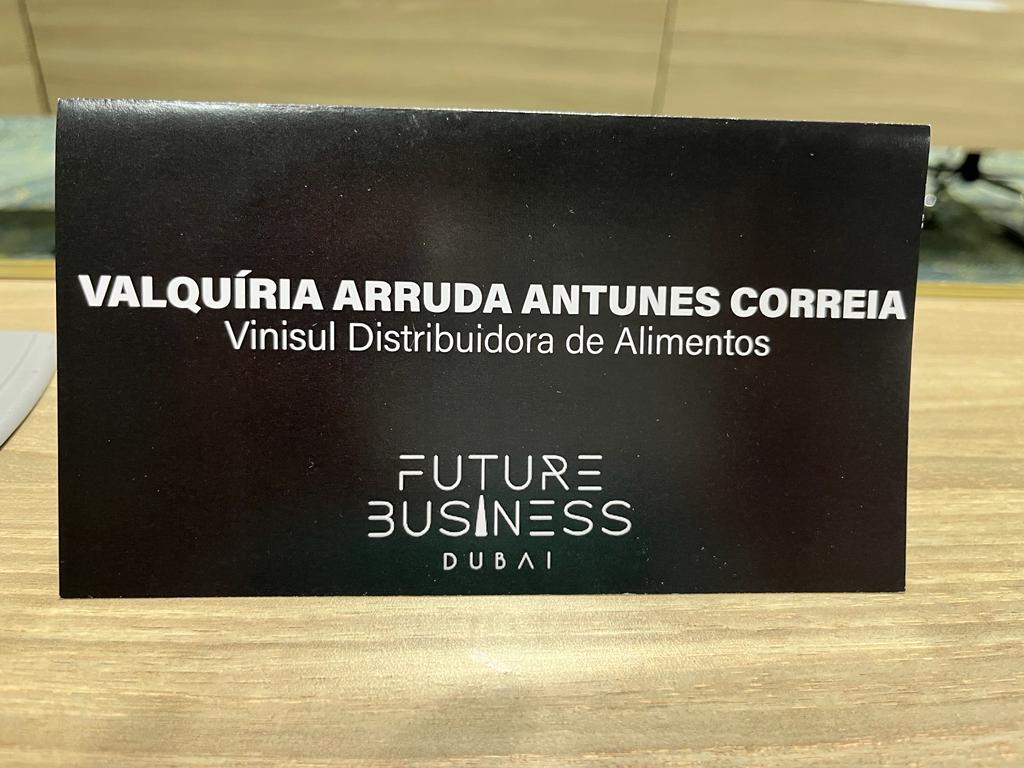 VALQUÍRIA ARRUDA ANTUNES CORREIA
Vinisul Distribuidora de Alimentos
FUTURE
BUSINESS
DUBAI